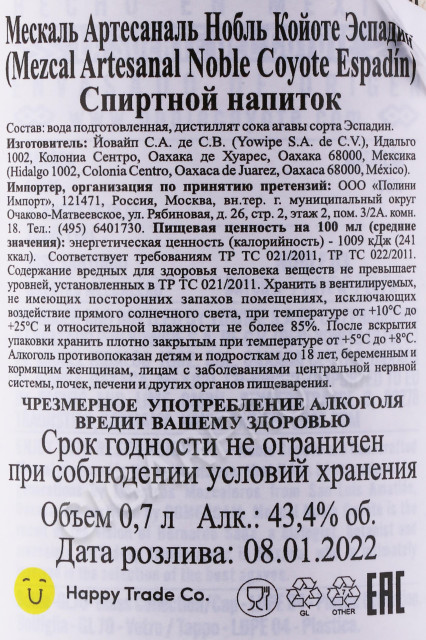 Мескаль Артесаналь Нобль Койоте Эспадин
(Mezcal Artesanal Noble Coyote Espadin)
Спиртной напиток
Состав: вода подготовленная, дистиллят сока агавы сорта Эспадин.
Изготовитель: Йовайп С.А. де С.В. (Yowipe S.A. de C.V.), Идальго
1002, Колониа Сентро, Оахака де Хуарес, Оахака 68000, Мексика
(Hidalgo 1002, Colonia Centro, Oaxaca de Juarez, Oaxaca 68000, México).
Импортер, организация по принятию претензий: ООО «Полини
Импорт», 121471, Россия, Москва, вн.тер. г. муниципальный округ
Очаково-Матвеевское, ул. Рябиновая, д. 26, стр. 2, этаж 2, пом. 3/2А. комн.
18. Тел.: (495) 6401730. Пищевая ценность на 100 мл (средние
значения): энергетическая ценность (калорийность) - 1009 кДж (241
ккал). Соответствует требованиям ТР ТС 021/2011, ТР ТС 022/2011.
Содержание вредных для здоровья человека веществ не превышает
уровней, установленных в ТР ТС 021/2011. Хранить в вентилируемых,
не имеющих посторонних запахов помещениях, исключающих
воздействие прямого солнечного света, при температуре от +10°С до
+25°С и относительной влажности не более 85%. После вскрытия
упаковки хранить плотно закрытым при температуре от +5°С до +8°С.
Алкоголь противопоказан детям и подросткам до 18 лет, беременным и
кормящим женщинам, лицам с заболеваниями центральной нервной
системы, почек, печени и других органов пищеварения.
ЧРЕЗМЕРНОЕ УПОТРЕБЛЕНИЕ АЛКОГОЛЯ
ВРЕДИТ ВАШЕМУ ЗДОРОВЬЮ
Срок годности не ограничен
при соблюдении условий хранения
Объем 0,7 л Алк.: 43,4% об.
Дата розлива: 08.01.2022
Happy Trade Co. GL 7 OTHER EAC